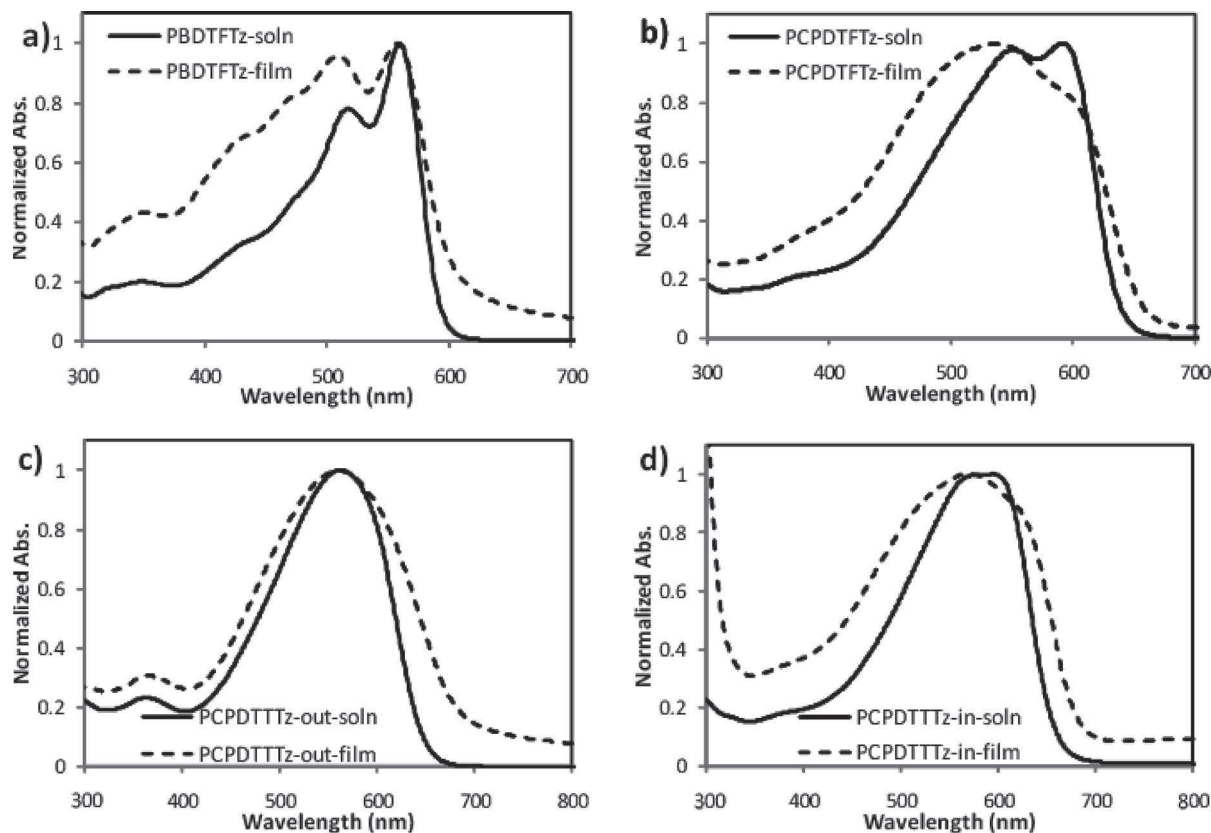 a)
PBDTFTz-soln
PBDTFTz-film
Normalized Abs.
1
0.8
0.6
0.4
0.2
0
300 400 500 600 700
Wavelength (nm)
b)
PCPDTFTz-soln
PCPDTFTz-film
Normalized Abs.
1
0.8
0.6
0.4
0.2
0
300 400 500 600 700
Wavelength (nm)
c)
Normalized Abs.
1
0.8
0.6
0.4
0.2
0
PCPDTTTz-out-soln
PCPDTTTz-out-film
300 400 500 600 700 800
Wavelength (nm)
d)
Normalized Abs.
1
0.8
0.6
0.4
0.2
0
PCPDTTTz-in-soln
PCPDTTTz-in-film
300 400 500 600 700 800
Wavelength (nm)